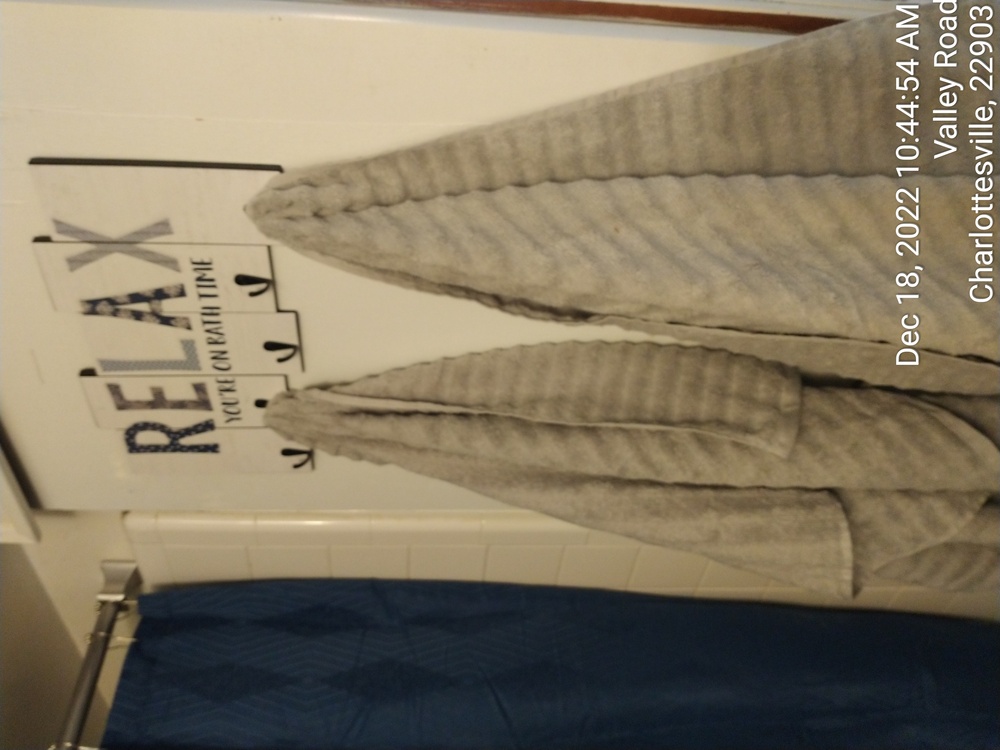 RELAX
YOU'RE ON BATH TIME
Dec 18, 2022 10:44:54 AM
Valley Road
Charlottesville, 22903